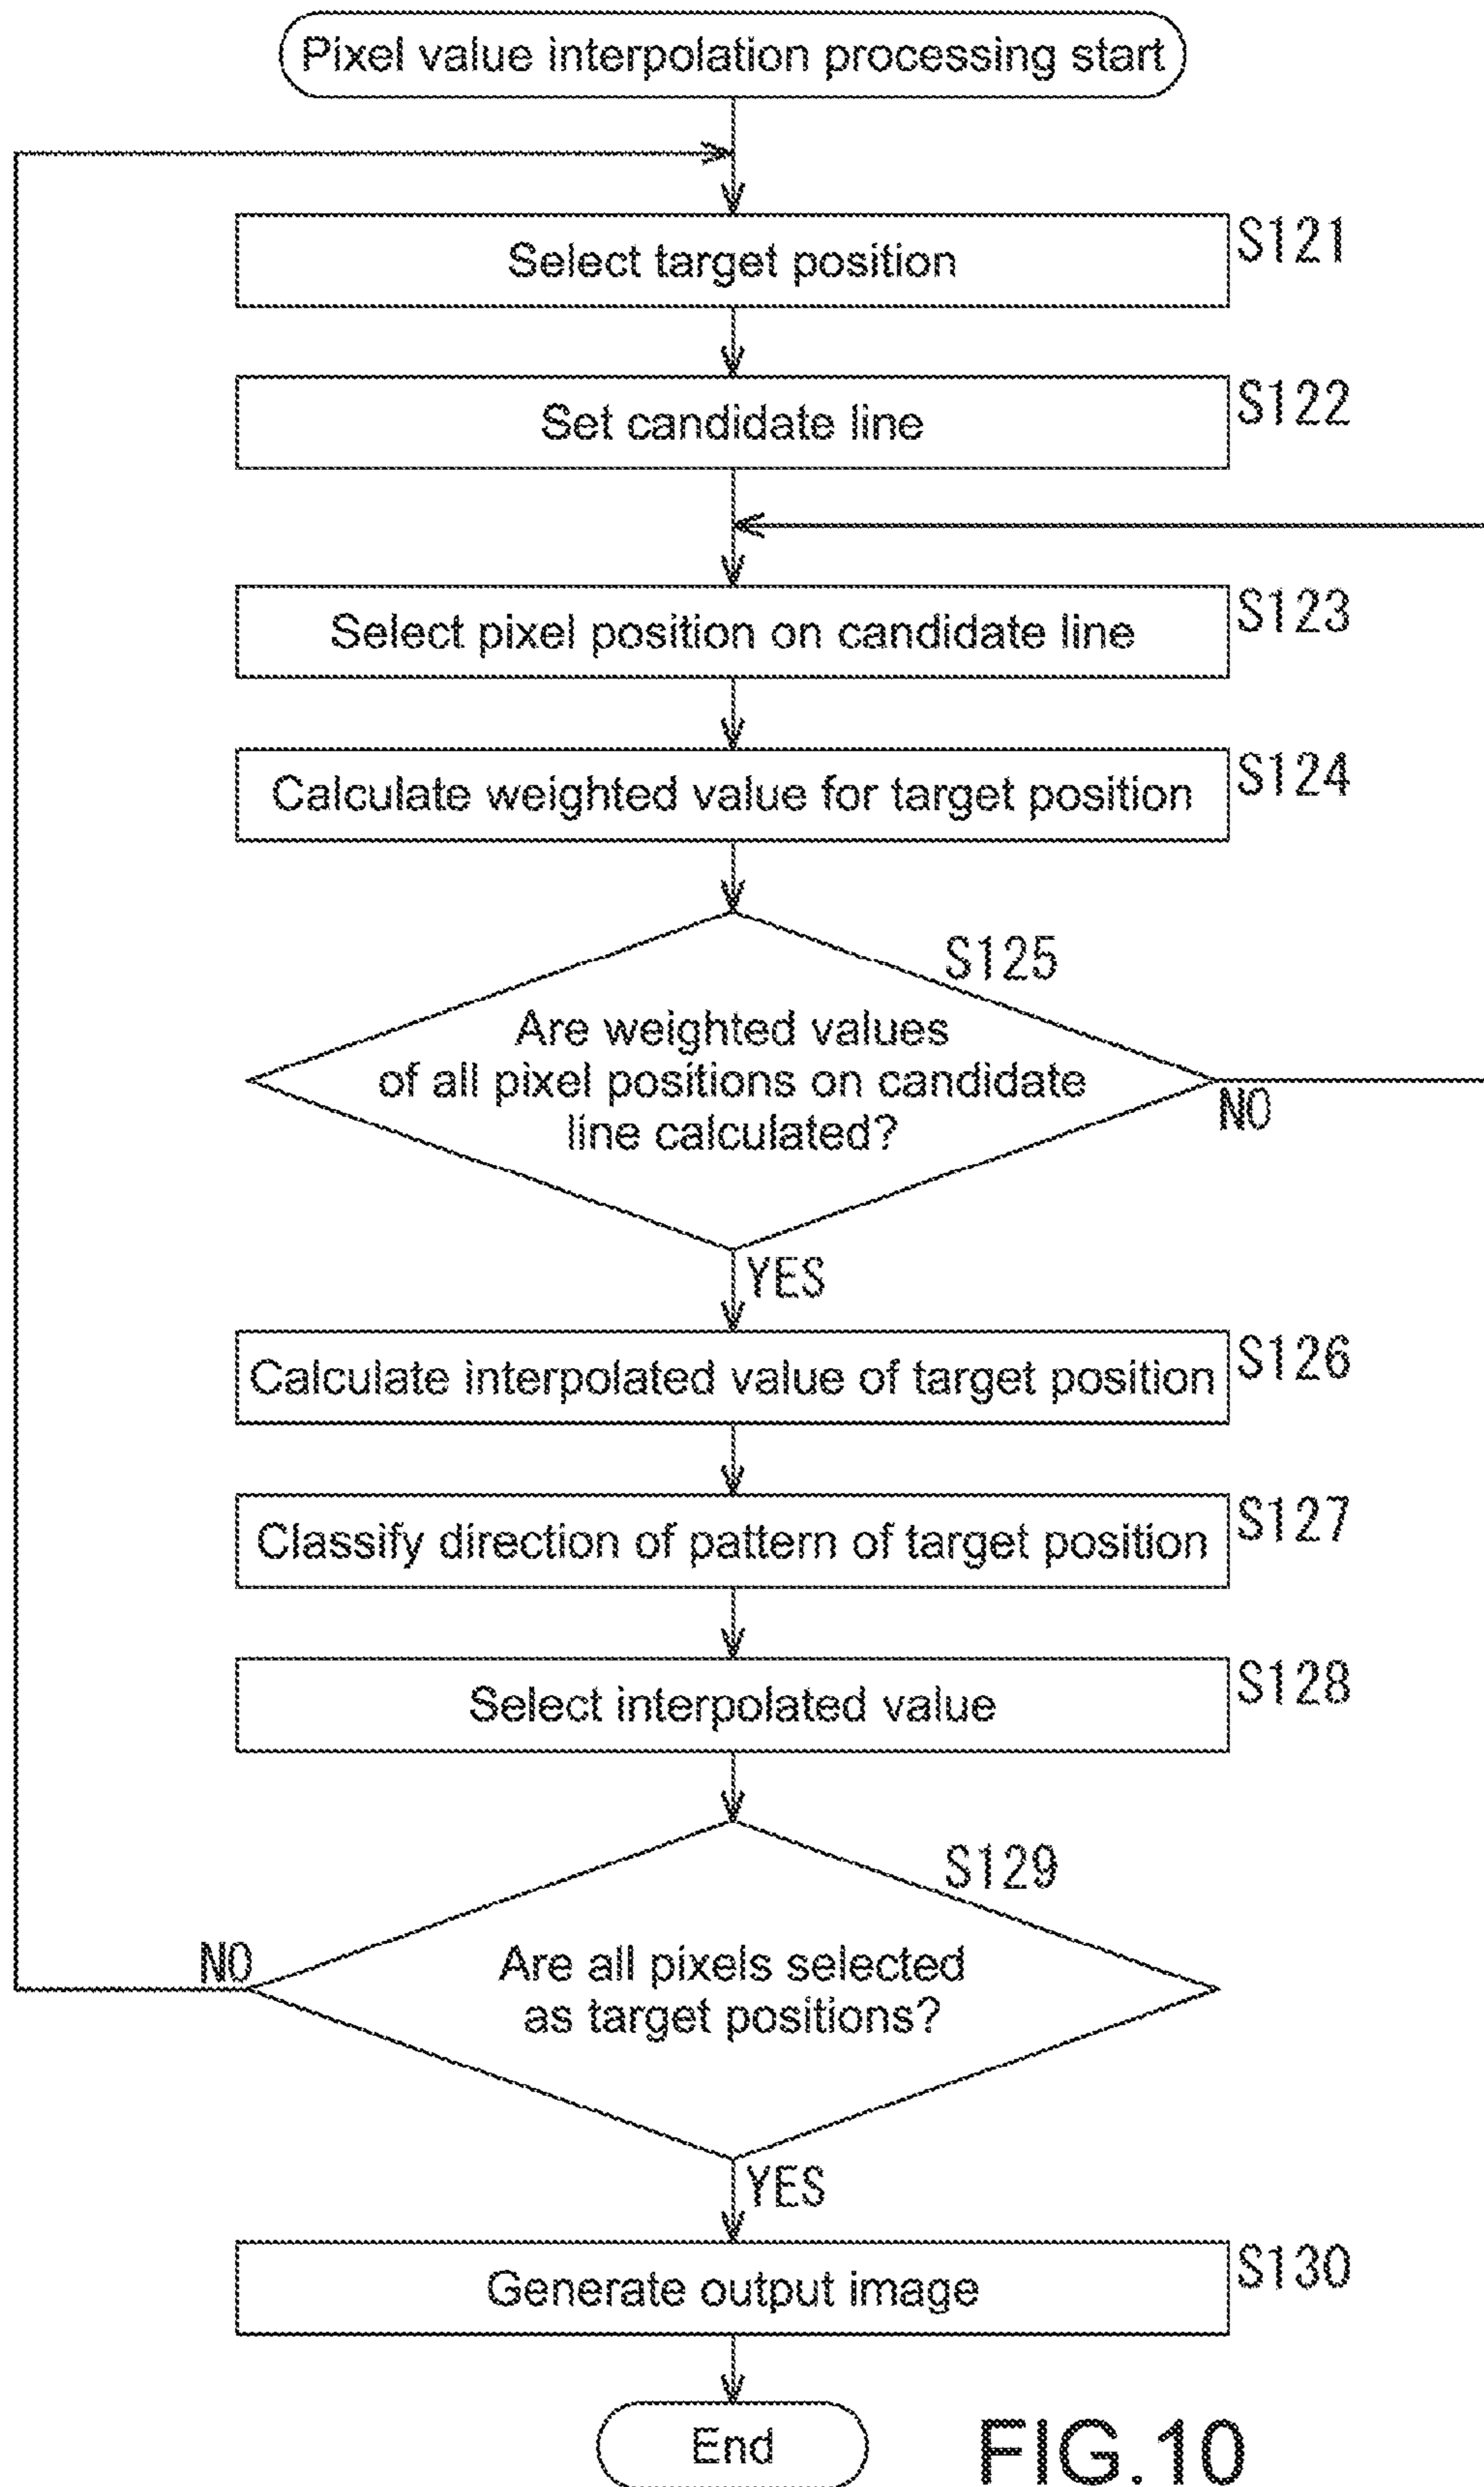 Pixel value interpolation processing start
Select target position
S121
Set candidate line
S122
Select pixel position on candidate line
S123
Calculate weighted value for target position
S124
S125
Are weighted values
of all pixel positions on candidate
line calculated?
NO
YES
Calculate interpolated value of target position
S126
Classify direction of pattern of target position
S127
Select interpolated value
S128
S129
Are all pixels selected
as target positions?
NO
YES
Generate output image
S130
End
FIG.10